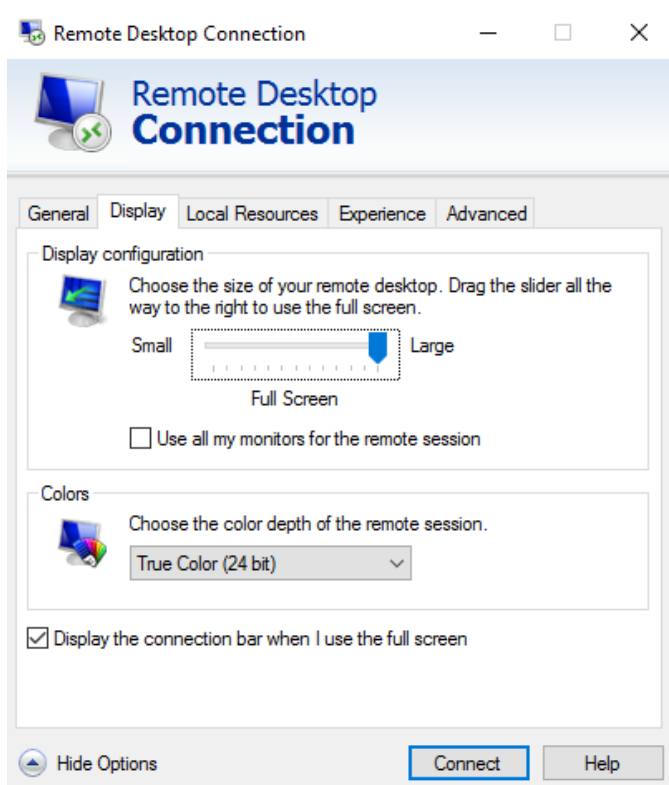 Remote Desktop Connection
Remote Desktop
Connection
General Display Local Resources Experience Advanced
Display configuration
Choose the size of your remote desktop. Drag the slider all the
way to the right to use the full screen.
Small Large
Full Screen
Use all my monitors for the remote session
Colors
Choose the color depth of the remote session.
True Color (24 bit)
Display the connection bar when I use the full screen
Hide Options Connect Help